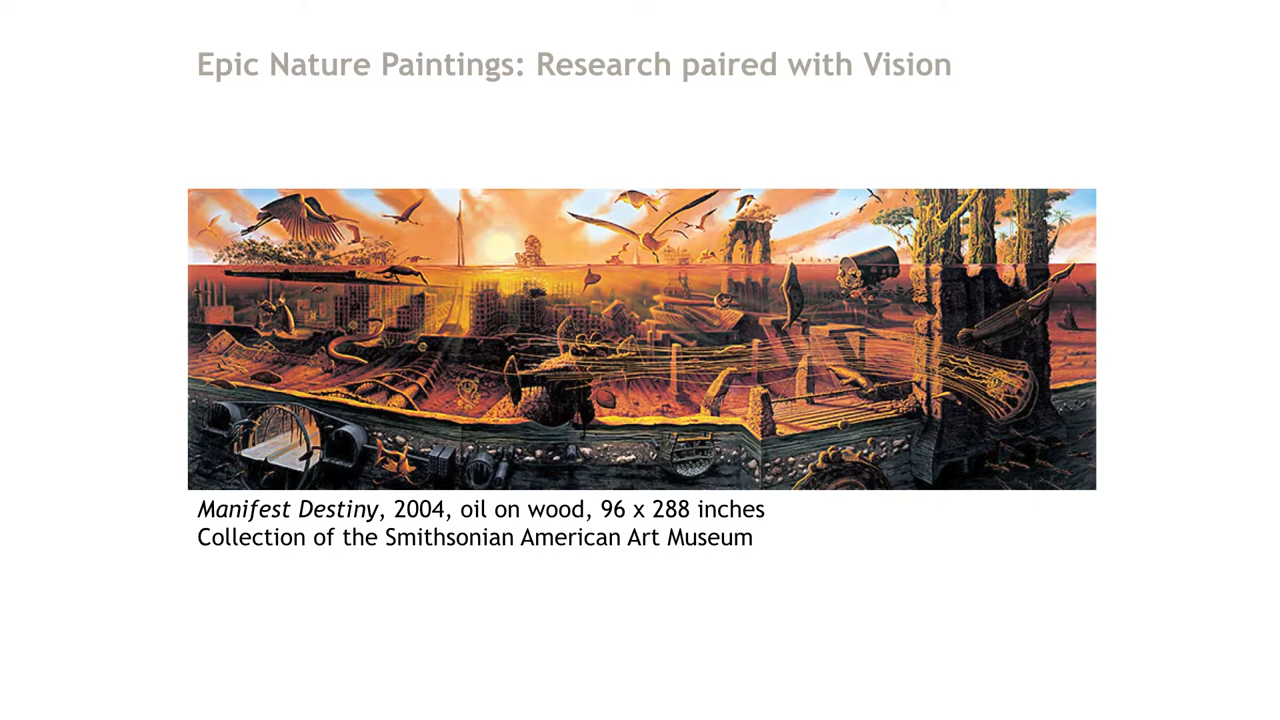 Epic Nature Paintings: Research paired with Vision
Manifest Destiny, 2004, oil on wood, 96 x 288 inches
Collection of the Smithsonian American Art Museum